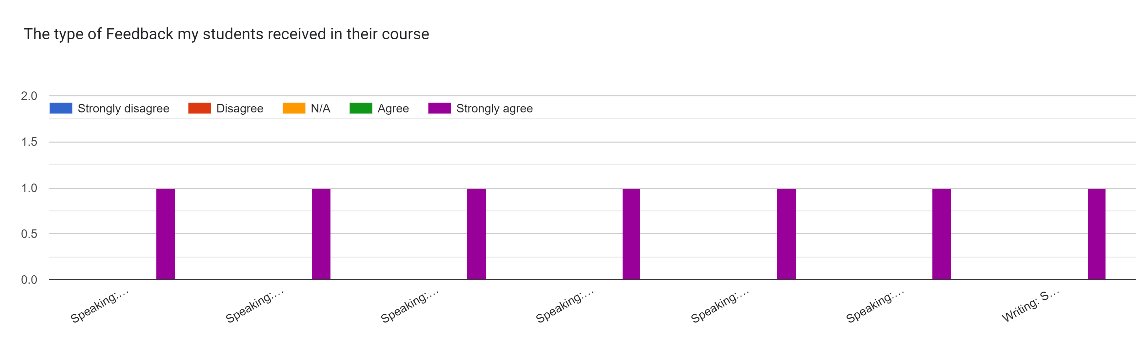 The type of Feedback my students received in their course
2.0
Strongly disagree Disagree N/A Agree Strongly agree
1.5
1.0
0.5
0.0
Speaking:... Speaking:... Speaking:... Speaking:... Speaking:... Speaking:... Writing: S...